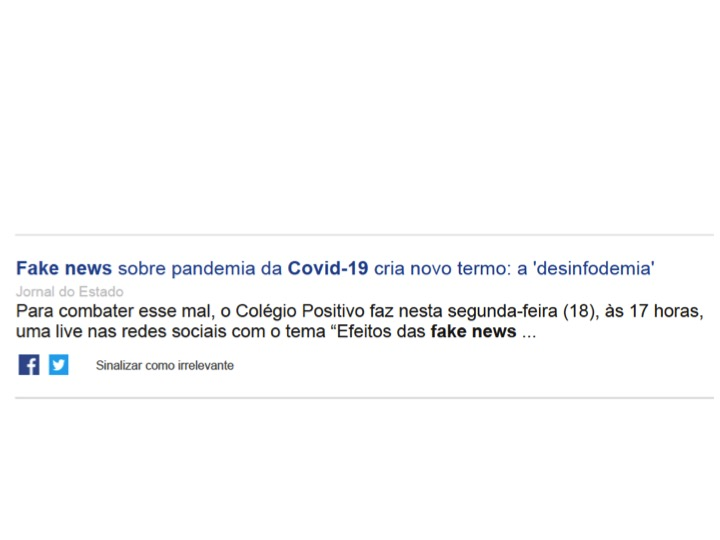 Fake news sobre pandemia da Covid-19 cria novo termo: a 'desinfodemia'
Jornal do Estado
Para combater esse mal, o Colégio Positivo faz nesta segunda-feira (18), às 17 horas,
uma live nas redes sociais com o tema “Efeitos das fake news ...
Sinalizar como irrelevante